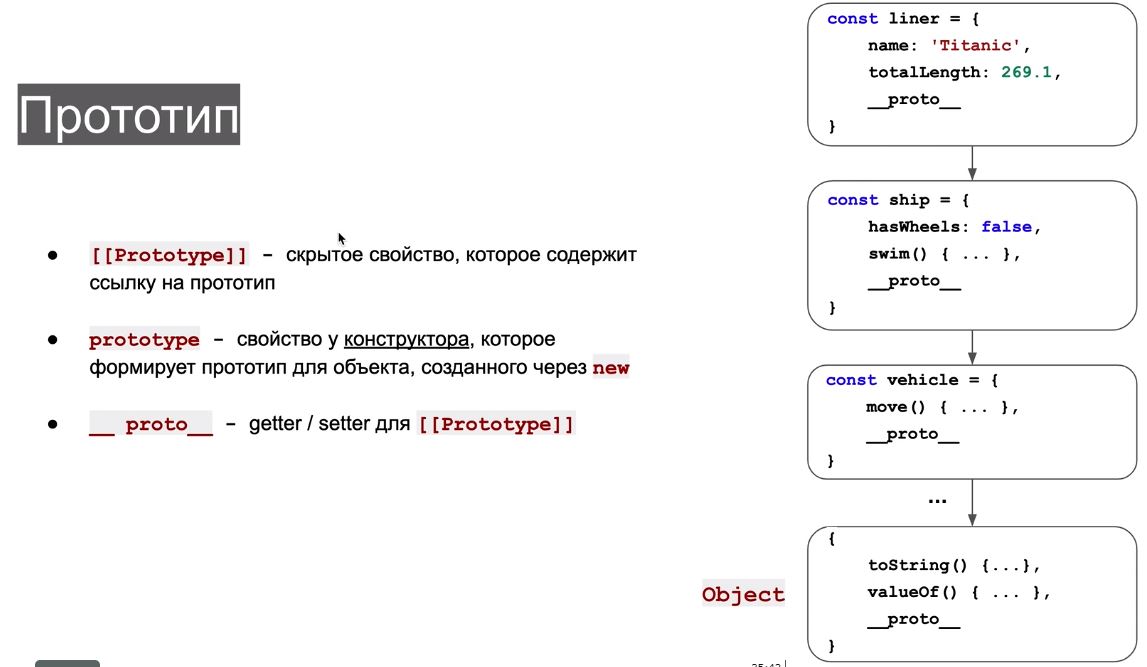 Прототип
[[Prototype]] – скрытое свойство, которое содержит
ссылку на прототип
prototype – свойство у конструктора, которое
формирует прототип для объекта, созданного через new
__ proto__ – getter / setter для [[Prototype]]
const liner = {
name: 'Titanic',
totalLength: 269.1,
__proto__
}
const ship = {
hasWheels: false,
swim() { ... },
__proto__
}
const vehicle = {
move() { ... },
__proto__
}
...
Object
{
toString() {...},
valueOf() { ... },
__proto__
}